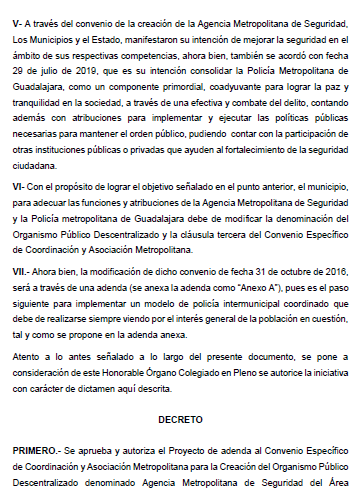 V- A través del convenio de la creación de la Agencia Metropolitana de Seguridad,
Los Municipios y el Estado, manifestaron su intención de mejorar la seguridad en el
ámbito de sus respectivas competencias, ahora bien, también se acordó con fecha
29 de julio de 2019, que es su intención consolidar la Policía Metropolitana de
Guadalajara, como un componente primordial, coadyuvante para lograr la paz y
tranquilidad en la sociedad, a través de una efectiva y combate del delito, contando
además con atribuciones para implementar y ejecutar las políticas públicas
necesarias para mantener el orden público, pudiendo contar con la participación de
otras instituciones públicas o privadas que ayuden al fortalecimiento de la seguridad
ciudadana.
VI- Con el propósito de lograr el objetivo señalado en el punto anterior, el municipio,
para adecuar las funciones y atribuciones de la Agencia Metropolitana de Seguridad
y la Policía metropolitana de Guadalajara debe de modificar la denominación del
Organismo Público Descentralizado y la cláusula tercera del Convenio Específico
de Coordinación y Asociación Metropolitana.
VII.- Ahora bien, la modificación de dicho convenio de fecha 31 de octubre de 2016,
será a través de una adenda (se anexa la adenda como “Anexo A”), pues es el paso
siguiente para implementar un modelo de policía intermunicipal coordinado que
debe de realizarse siempre viendo por el interés general de la población en cuestión,
tal y como se propone en la adenda anexa.
Atento a lo antes señalado a lo largo del presente documento, se pone a
consideración de este Honorable Órgano Colegiado en Pleno se autorice la iniciativa
con carácter de dictamen aquí descrita.
DECRETO
PRIMERO.- Se aprueba y autoriza el Proyecto de adenda al Convenio Específico
de Coordinación y Asociación Metropolitana para la Creación del Organismo Público
Descentralizado denominado Agencia Metropolitana de Seguridad del Área